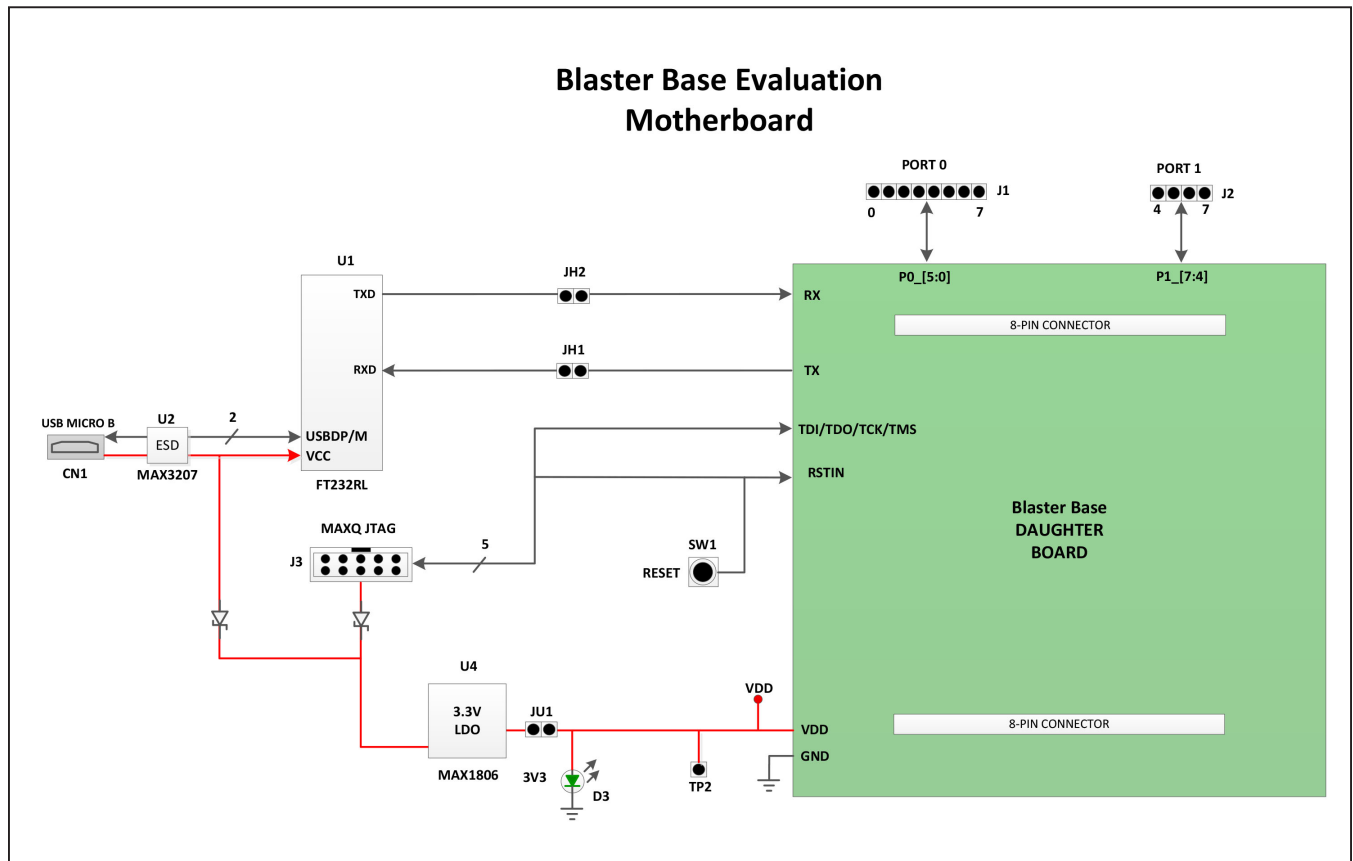 Blaster Base Evaluation
Motherboard
PORT 0
J1
0
7
PORT 1
J2
4
7
U1
TXD
RXD
USBDP/M
VCC
FT232RL
JH2
JH1
P0_[5:0]
P1_[7:4]
RX
8-PIN CONNECTOR
TX
USB MICRO B
CN1
U2
ESD
MAX3207
2
TDI/TDO/TCK/TMS
RSTIN
MAXQ JTAG
J3
5
SW1
RESET
Blaster Base
DAUGHTER
BOARD
U4
3.3V
LDO
MAX1806
JU1
3V3
D3
TP2
VDD
VDD
GND
8-PIN CONNECTOR